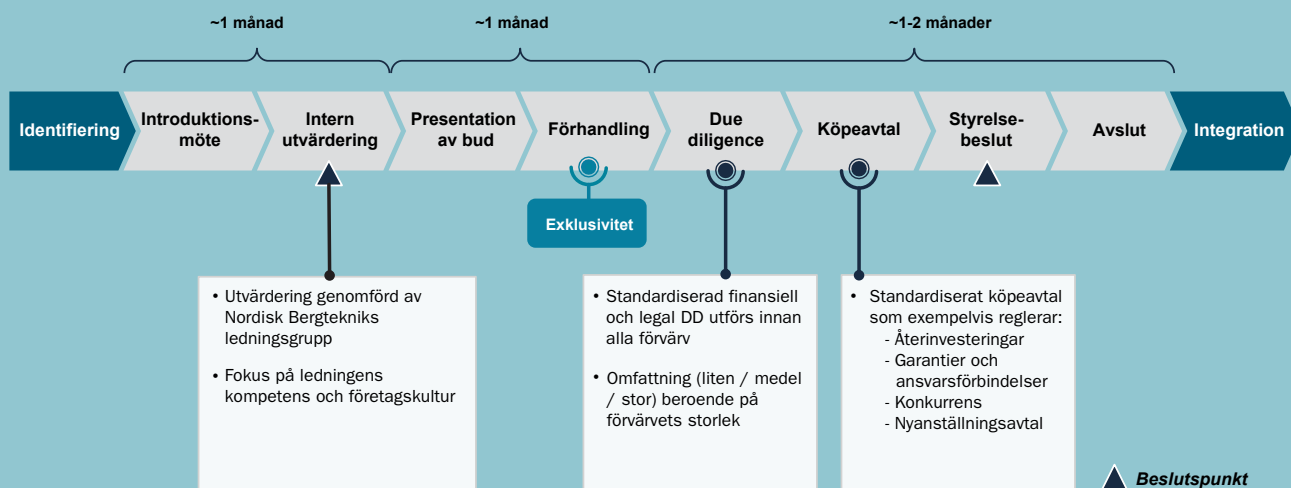 ~1 månad
~1 månad
~1-2 månader
Identifiering
Introduktions-
möte
Intern
utvärdering
Presentation
av bud
Förhandling
Due
diligence
Köpeavtal
Styrelse-
beslut
Avslut
Integration
Exklusivitet
• Utvärdering genomförd av
Nordisk Bergtekniks
ledningsgrupp
• Fokus på ledningens
kompetens och företagskultur
• Standardiserad finansiell
och legal DD utförs innan
alla förvärv
• Omfattning (liten / medel
/ stor) beroende på
förvärvets storlek
• Standardiserat köpeavtal
som exempelvis reglerar:
- Återinvesteringar
- Garantier och
ansvarsförbindelser
- Konkurrens
- Nyanställningsavtal
Beslutspunkt